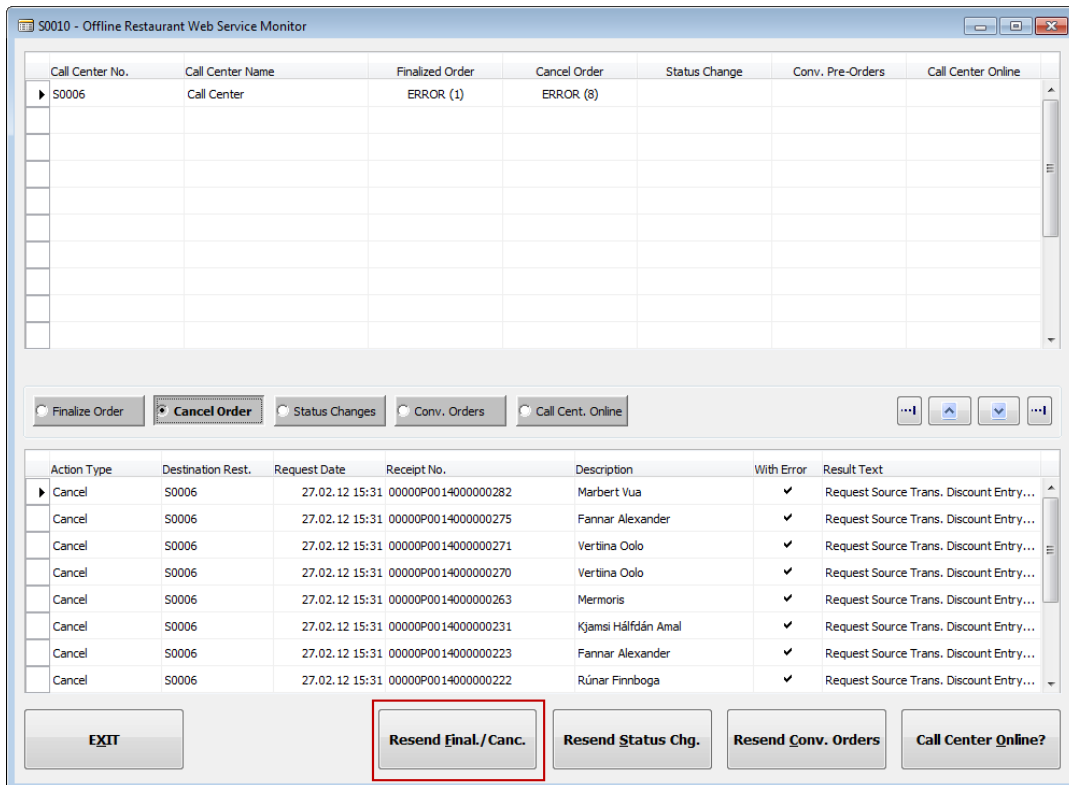 S0010 - Offline Restaurant Web Service Monitor
Call Center No. Call Center Name Finalized Order Cancel Order Status Change Conv. Pre-Orders Call Center Online
S0006 Call Center ERROR (1) ERROR (8)
Finalize Order Cancel Order Status Changes Conv. Orders Call Cent. Online
Action Type Destination Rest. Request Date Receipt No. Description With Error Result Text
Cancel S0006 27.02.12 15:31 00000P0014000000282 Marbert Vua ✔ Request Source Trans. Discount Entry...
Cancel S0006 27.02.12 15:31 00000P0014000000275 Fannar Alexander ✔ Request Source Trans. Discount Entry...
Cancel S0006 27.02.12 15:31 00000P0014000000271 Vertiina Oolo ✔ Request Source Trans. Discount Entry...
Cancel S0006 27.02.12 15:31 00000P0014000000270 Vertiina Oolo ✔ Request Source Trans. Discount Entry...
Cancel S0006 27.02.12 15:31 00000P0014000000263 Mermoris ✔ Request Source Trans. Discount Entry...
Cancel S0006 27.02.12 15:31 00000P0014000000231 Kjamsi Hálfdán Amal ✔ Request Source Trans. Discount Entry...
Cancel S0006 27.02.12 15:31 00000P0014000000223 Fannar Alexander ✔ Request Source Trans. Discount Entry...
Cancel S0006 27.02.12 15:31 00000P0014000000222 Rúnar Finnboga ✔ Request Source Trans. Discount Entry...
EXIT Resend Final./Canc. Resend Status Chg. Resend Conv. Orders Call Center Online?